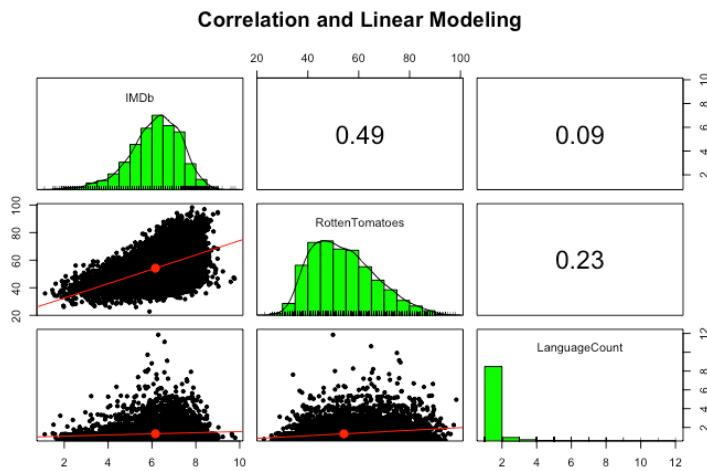 Correlation and Linear Modeling
20 40 60 80 100
IMDb
0.49
0.09
2 4 6 8 10
20 40 60 80 100
RottenTomatoes
0.23
LanguageCount
2 4 6 8 12
2 4 6 8 10
2 4 6 8 10 12